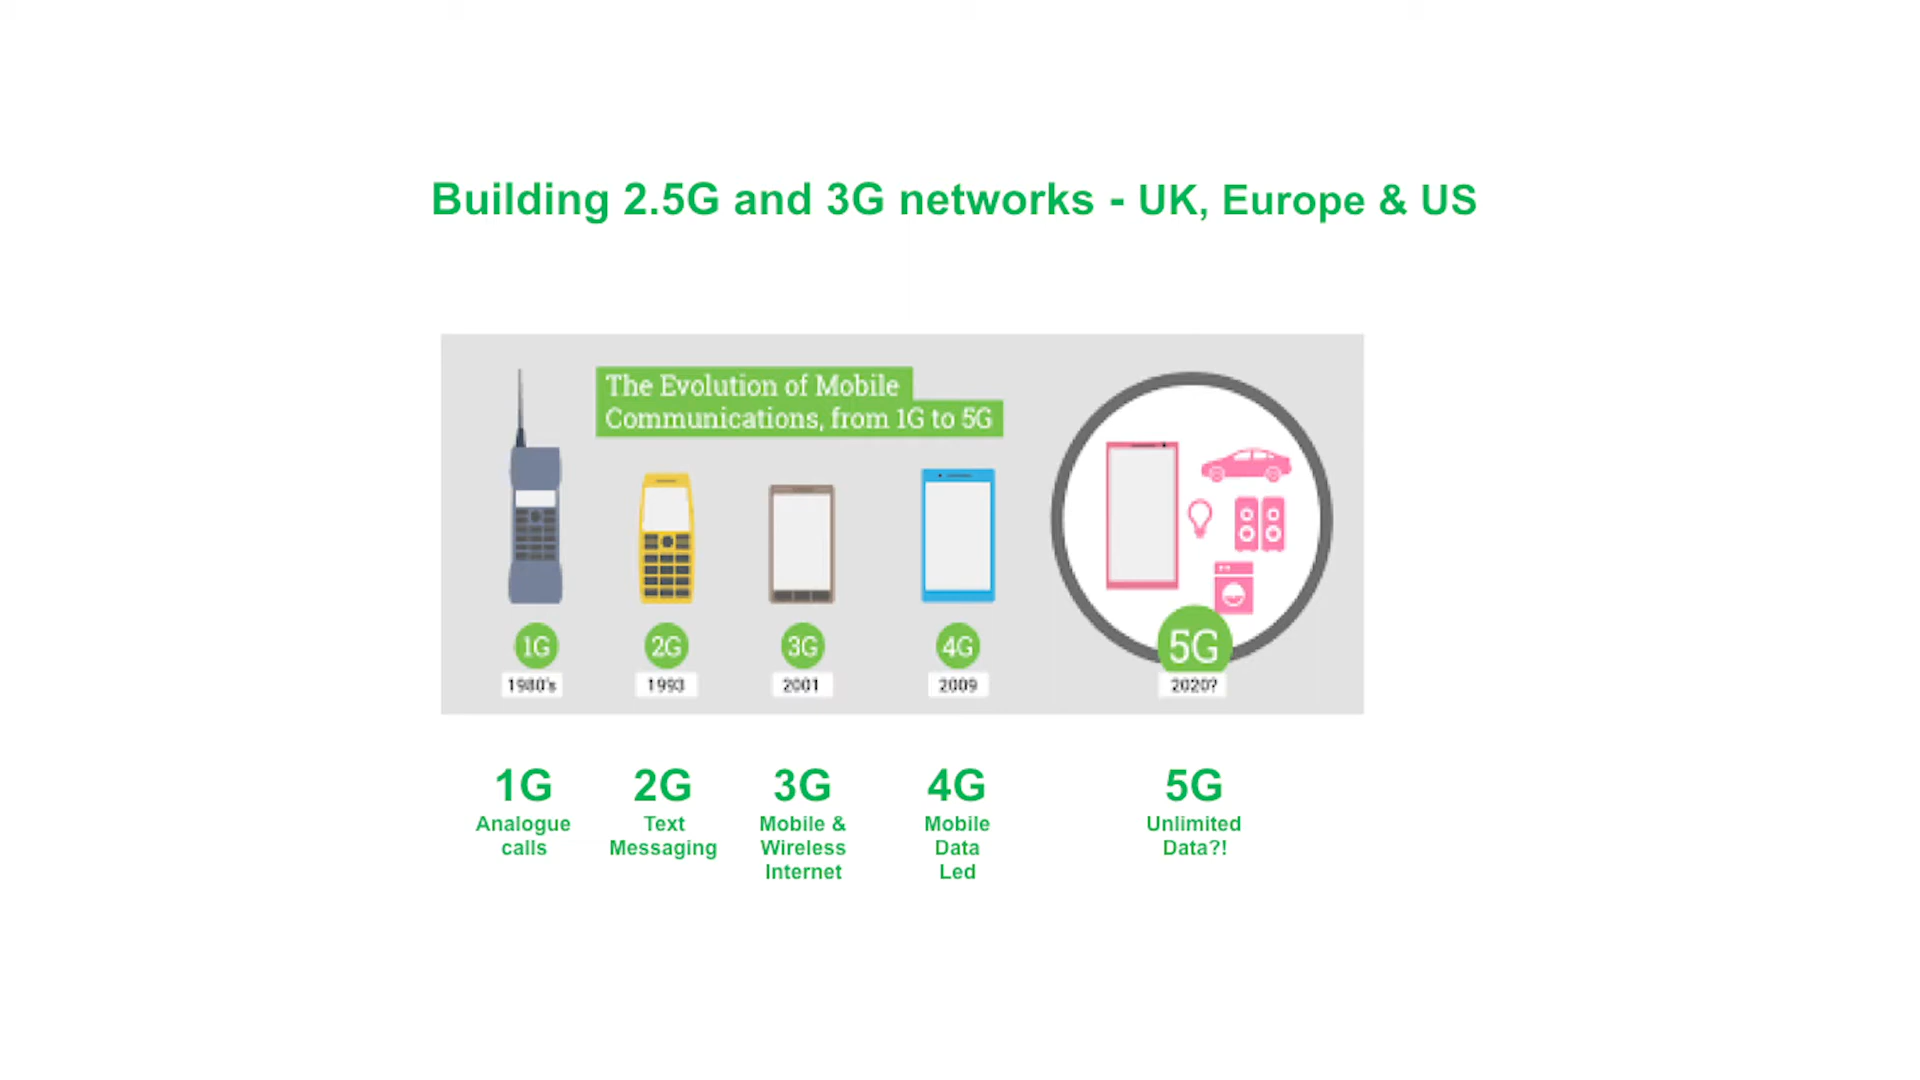 Building 2.5G and 3G networks - UK, Europe & US
The Evolution of Mobile
Communications, from 1G to 5G
1G
2G
3G
4G
5G
1980's
1993
2001
2009
2020?
1G
Analogue
calls
2G
Text
Messaging
3G
Mobile &
Wireless
Internet
4G
Mobile
Data
Led
5G
Unlimited
Data?!